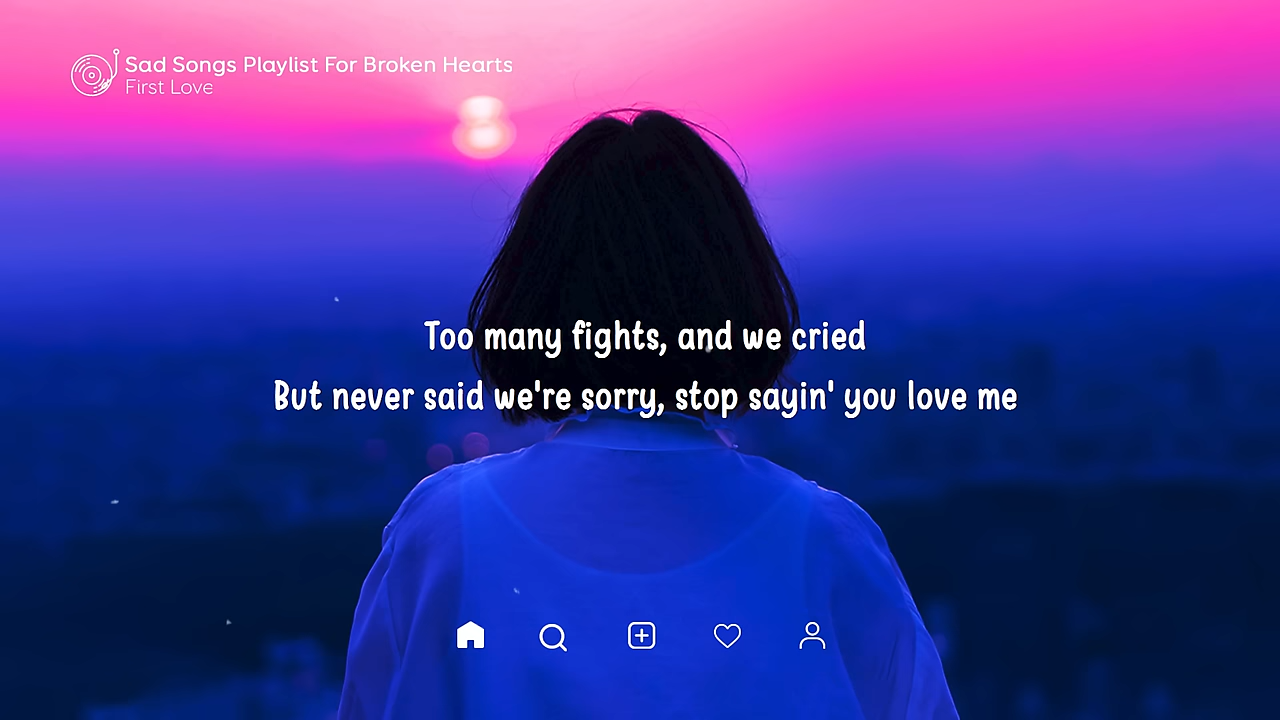 Sad Songs Playlist For Broken Hearts
First Love
Too many fights, and we cried
But never said we're sorry, stop sayin' you love me